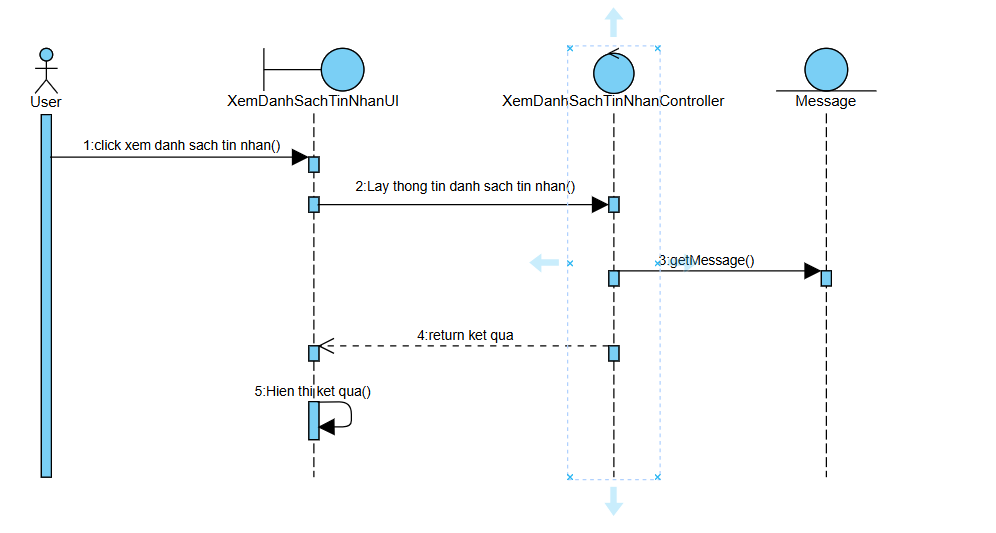 User
XemDanhSachTinNhanUI
XemDanhSachTinNhanController
Message
1:click xem danh sach tin nhan()
2:Lay thong tin danh sach tin nhan()
3:getMessage()
4:return ket qua
5:Hien thi ket qua()